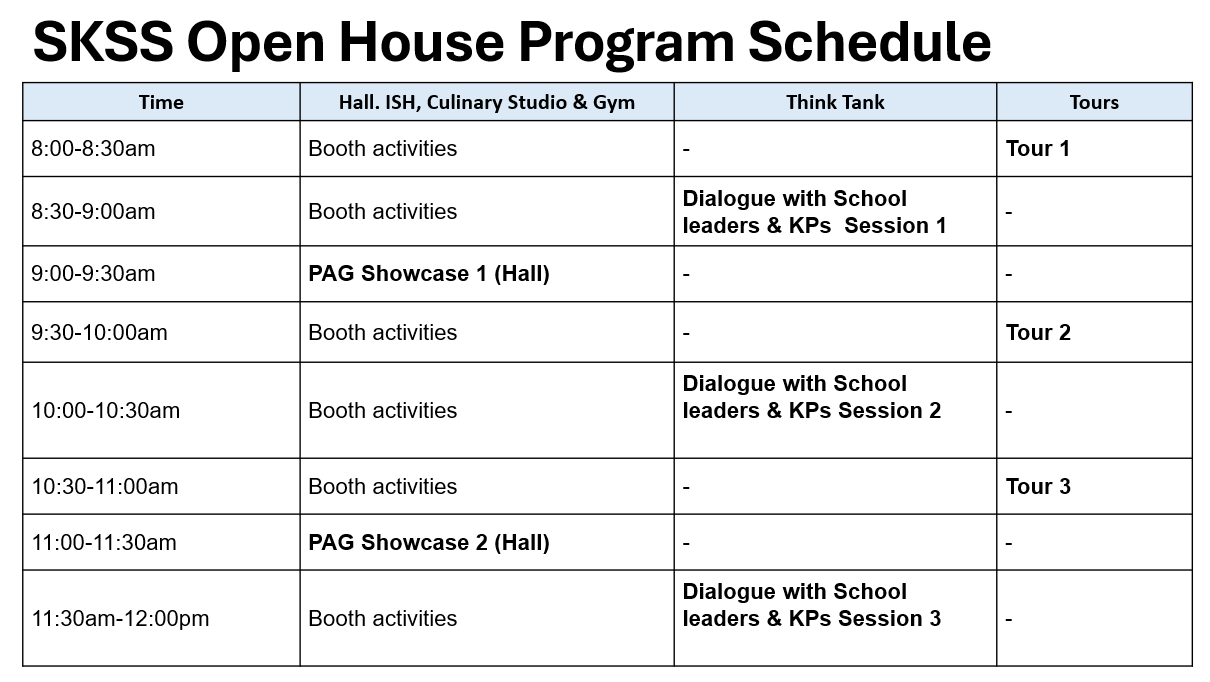 SKSS Open House Program Schedule
Time
Hall. ISH, Culinary Studio & Gym
Think Tank
Tours
8:00-8:30am
Booth activities
-
Tour 1
8:30-9:00am
Booth activities
Dialogue with School
leaders & KPs  Session 1
-
9:00-9:30am
PAG Showcase 1 (Hall)
-
-
9:30-10:00am
Booth activities
-
Tour 2
10:00-10:30am
Booth activities
Dialogue with School
leaders & KPs Session 2
-
10:30-11:00am
Booth activities
-
Tour 3
11:00-11:30am
PAG Showcase 2 (Hall)
-
-
11:30am-12:00pm
Booth activities
Dialogue with School
leaders & KPs Session 3
-